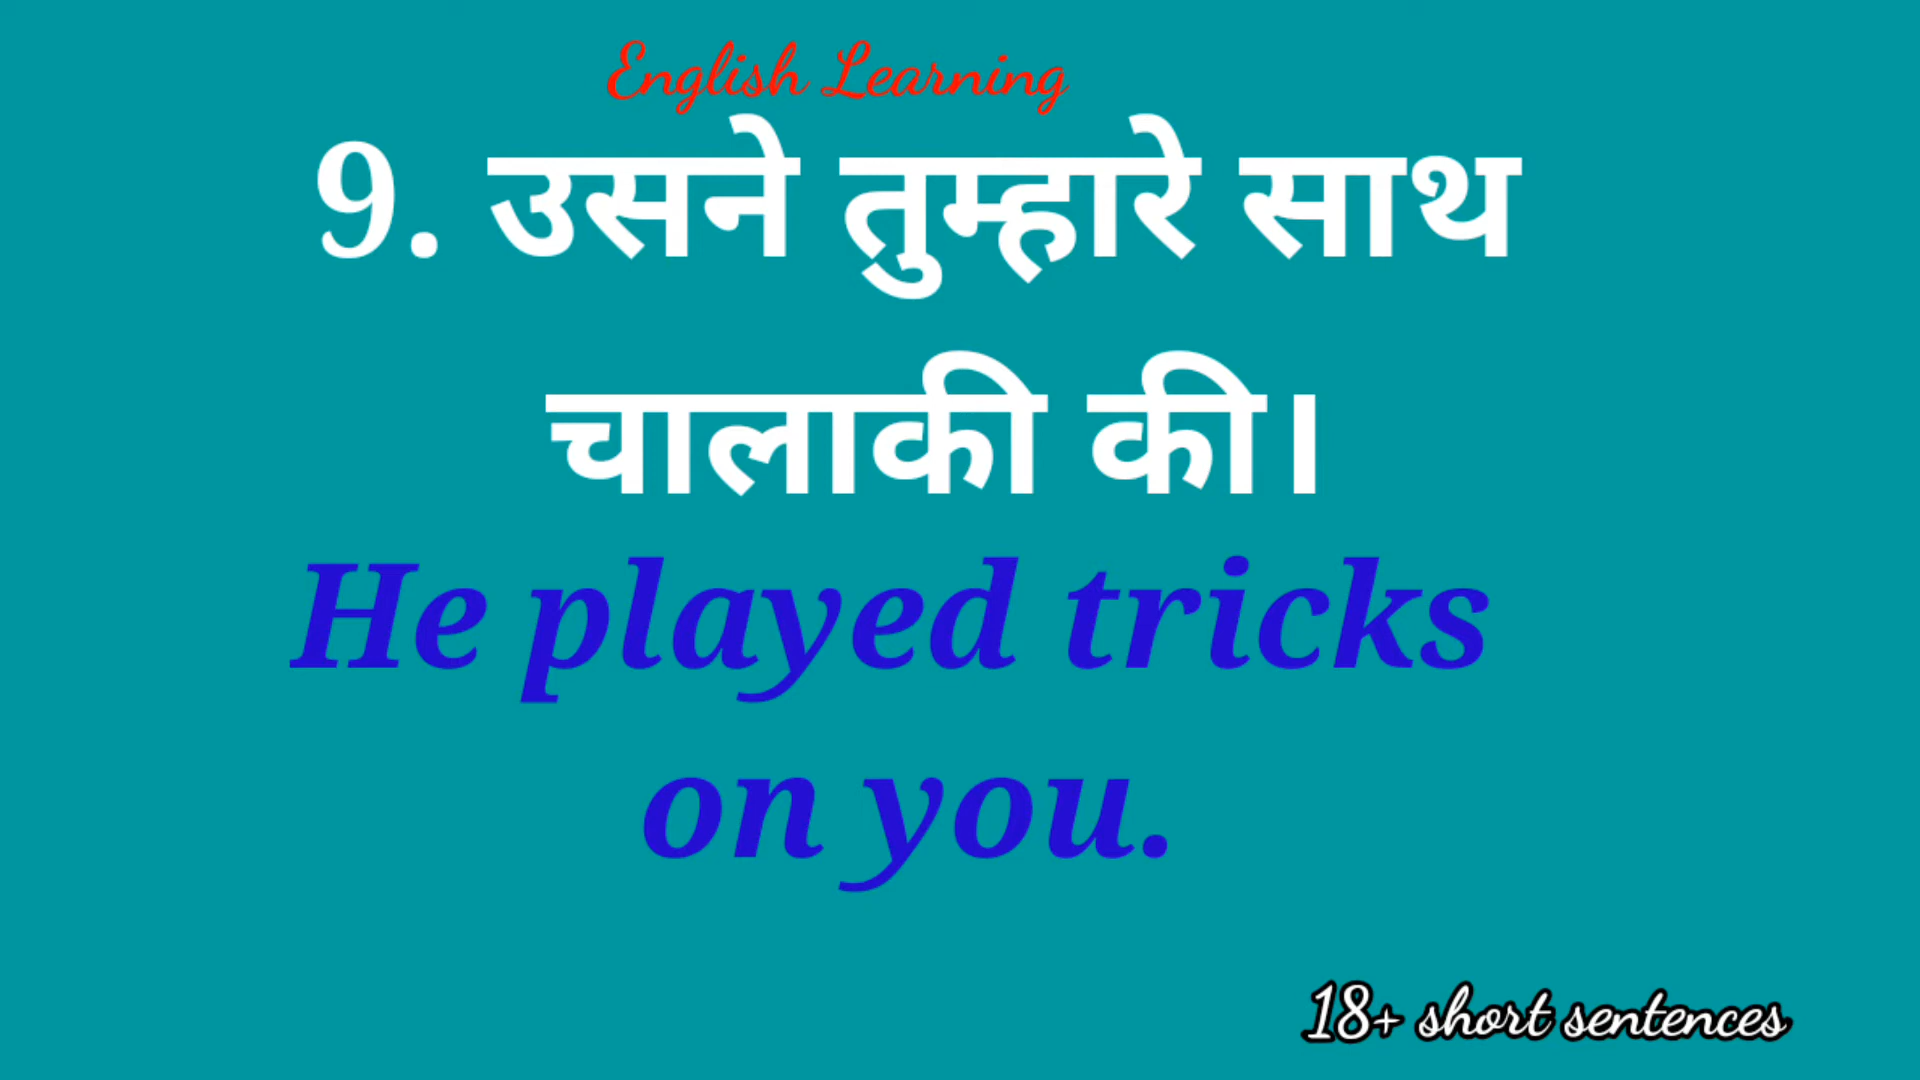 English Learning
9. उसने तुम्हारे साथ
चालाकी की।
He played tricks
on you.
18+ short sentences